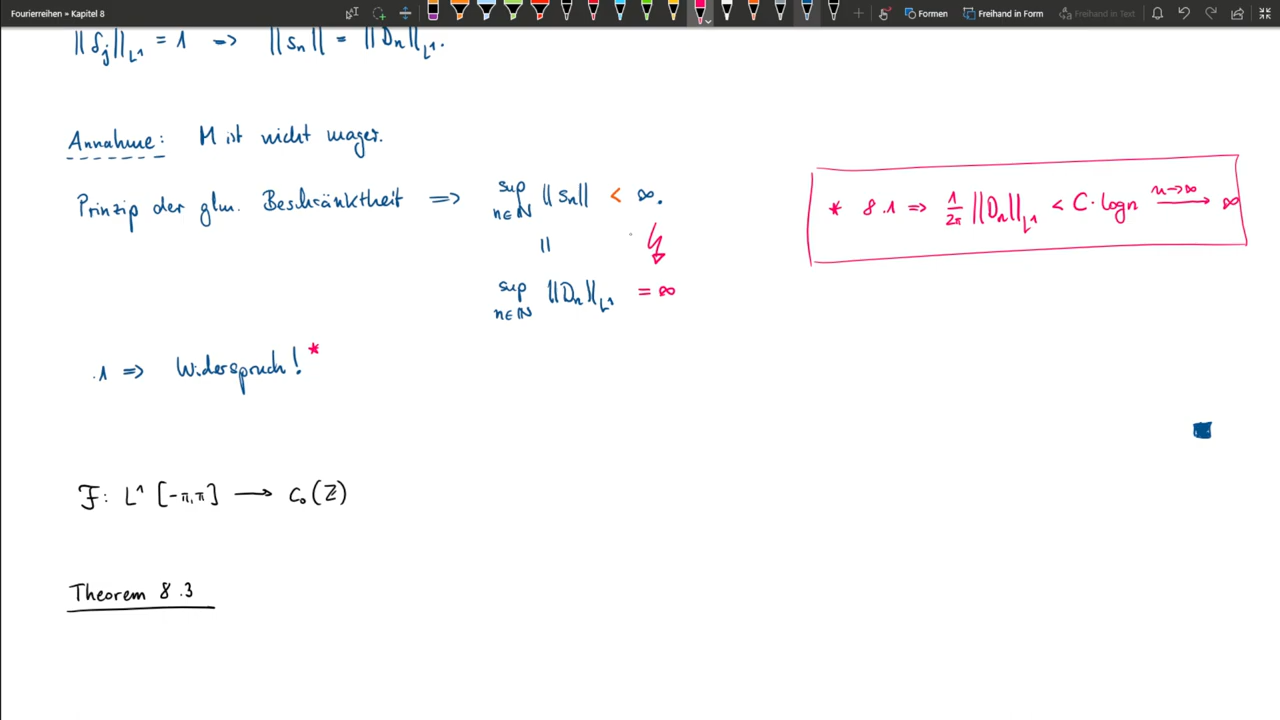 Fourierreihen » Kapitel 8
Formen
Freihand in Form
Freihand in Text
||δj||L¹ = 1 => ||Sn|| = ||Dn||L¹.
Annahme: M ist nicht mager.
Prinzip der glm. Beschränktheit => sup n∈ℕ ||Sn|| < ∞.
||
sup n∈ℕ ||Dn||L¹ = ∞
* 8.1 => 1/2π ||Dn||L¹ < C·log n n->∞ ⟶ ∞
.1 => Widerspruch! *
F: L¹ [-π,π] ⟶ C₀(ℤ)
Theorem 8.3